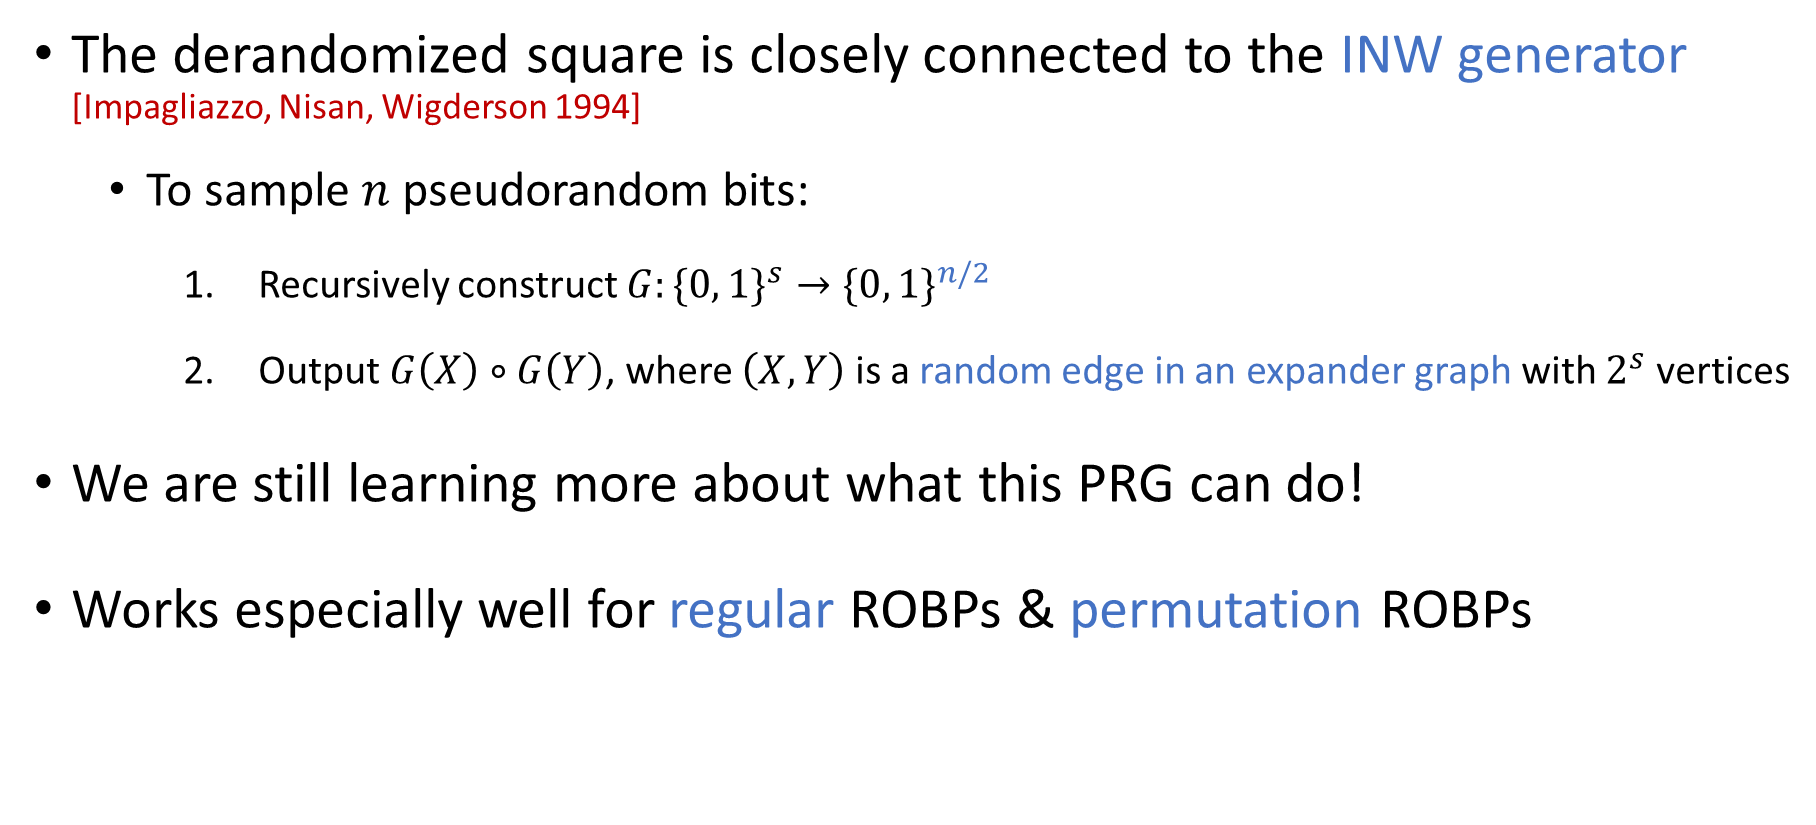 • The derandomized square is closely connected to the INW generator
[Impagliazzo, Nisan, Wigderson 1994]
• To sample n pseudorandom bits:
1. Recursively construct G: {0, 1}^s → {0, 1}^{n/2}
2. Output G(X) ∘ G(Y), where (X, Y) is a random edge in an expander graph with 2^s vertices
• We are still learning more about what this PRG can do!
• Works especially well for regular ROBPs & permutation ROBPs